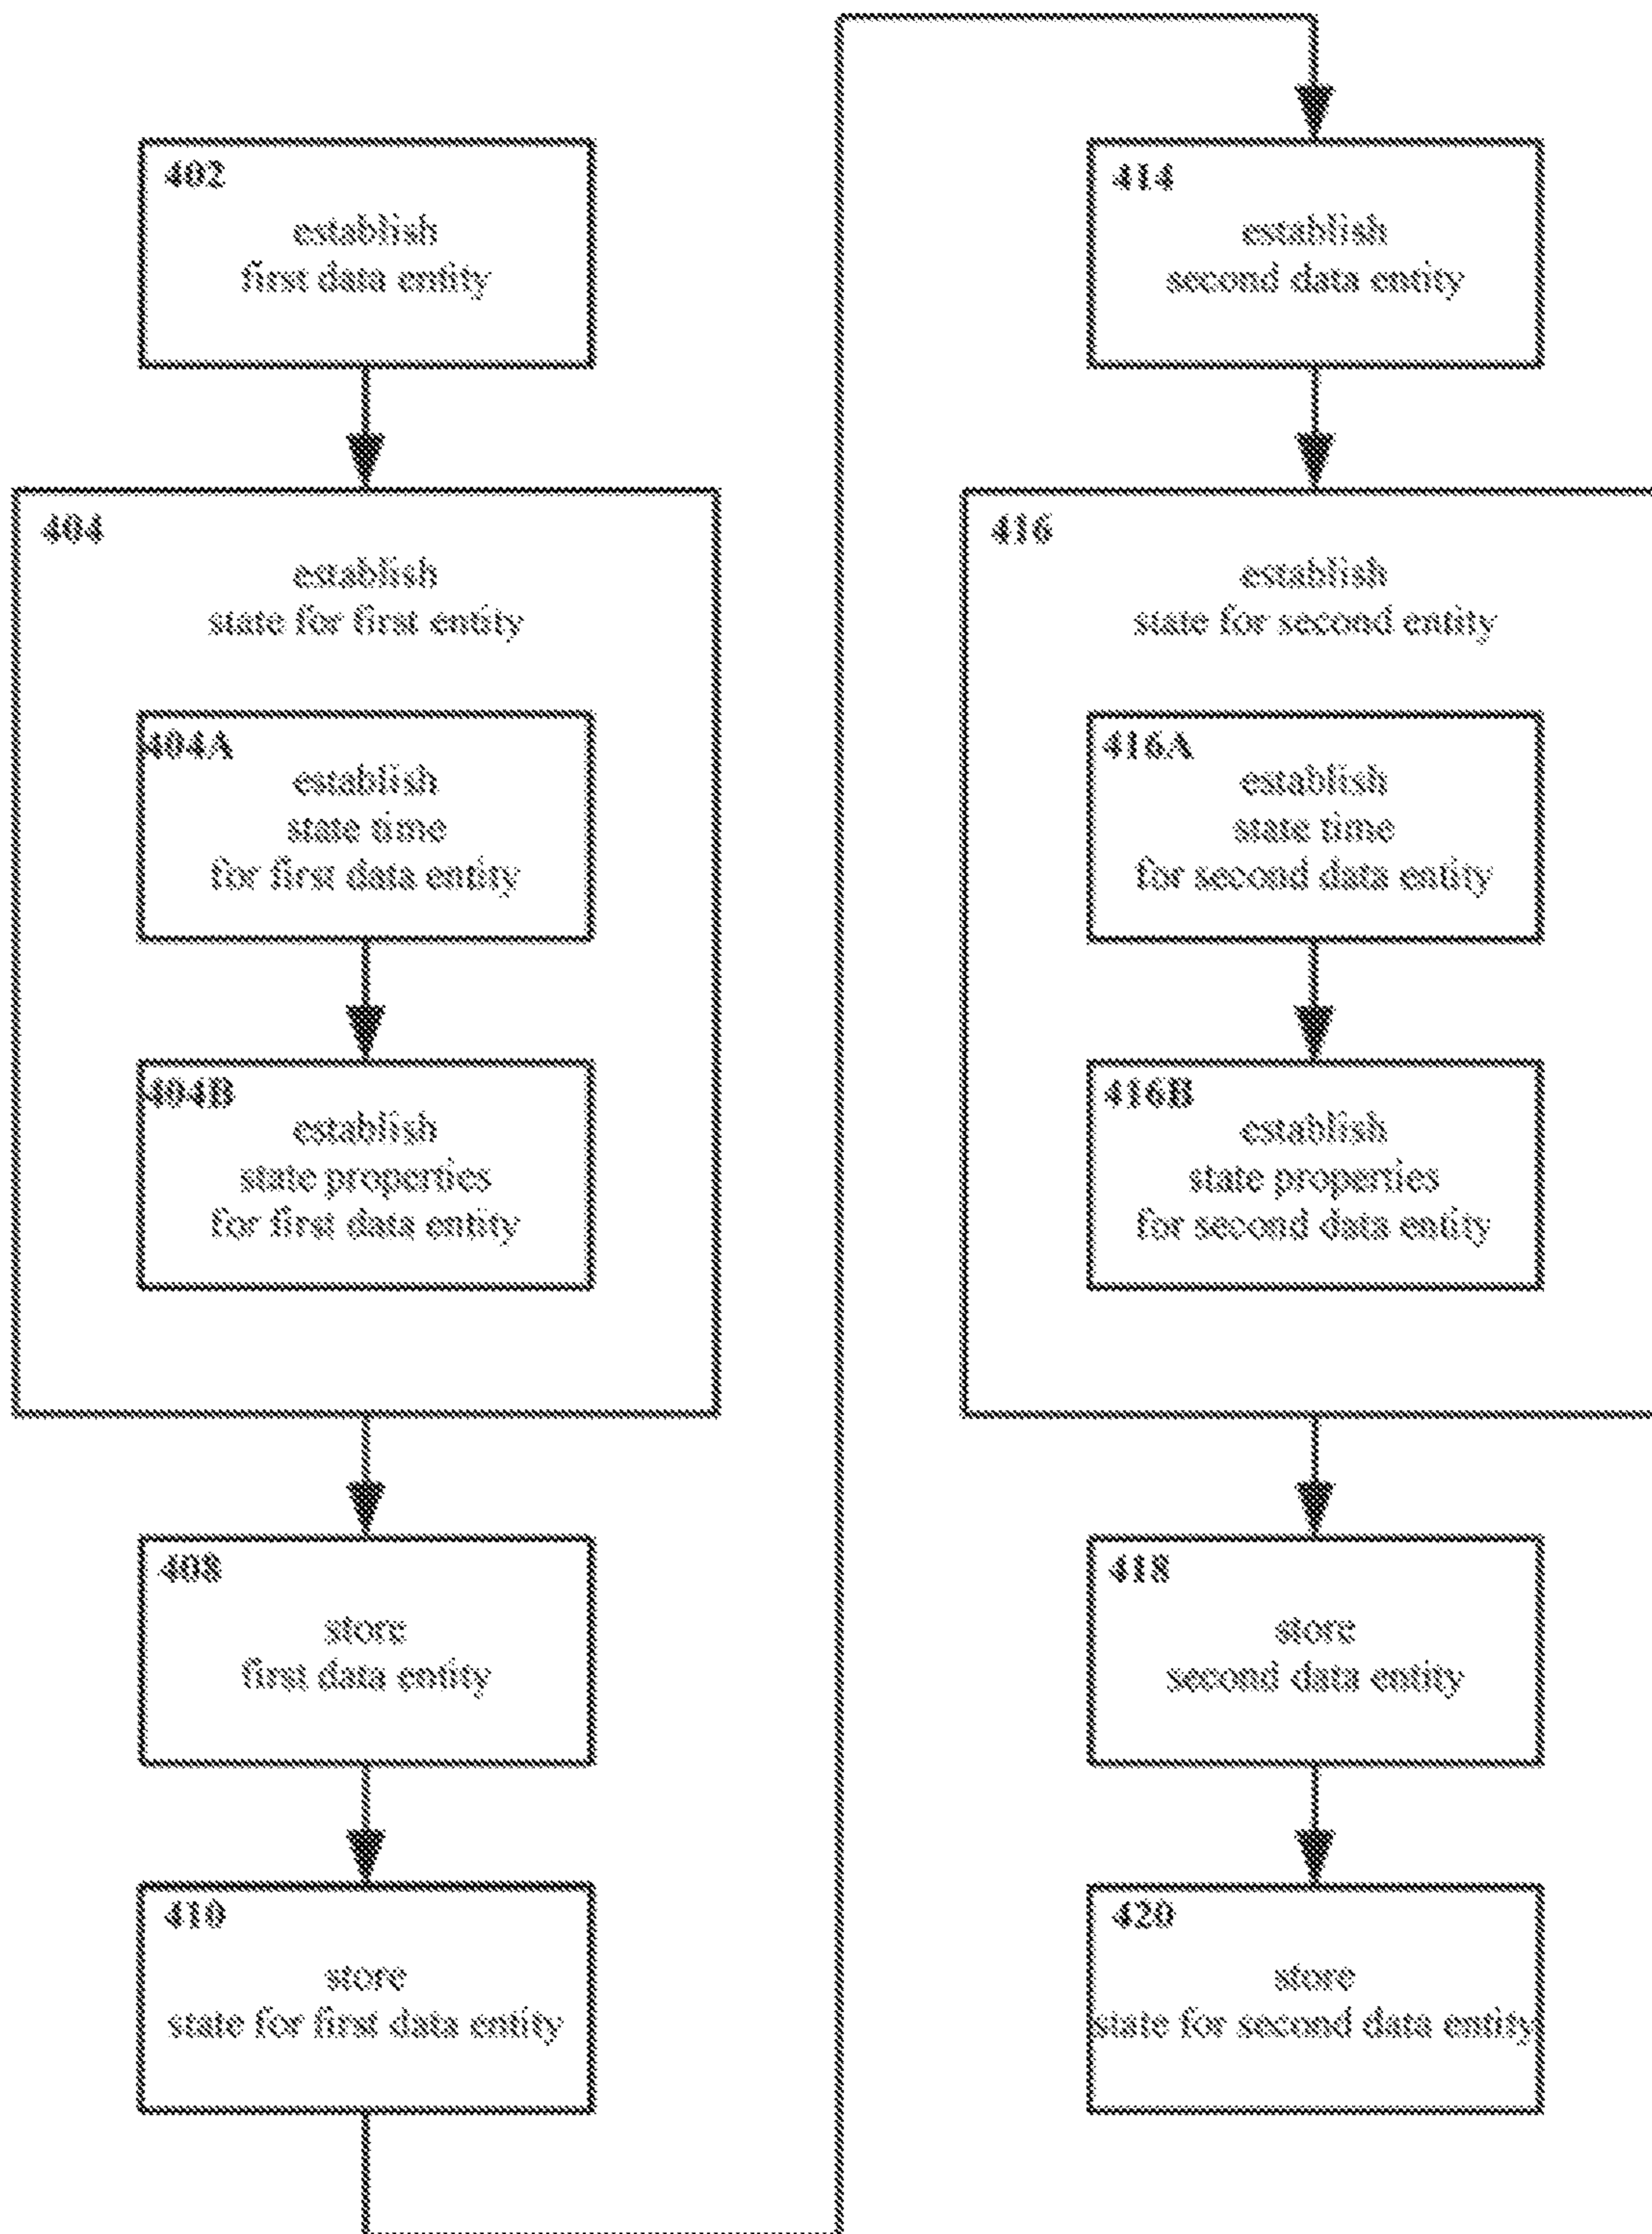 402
establish
first data entity
404
establish
state for first entity
404A
establish
state time
for first data entity
404B
establish
state properties
for first data entity
408
store
first data entity
410
store
state for first data entity
414
establish
second data entity
416
establish
state for second entity
416A
establish
state time
for second data entity
416B
establish
state properties
for second data entity
418
store
second data entity
420
store
state for second data entity